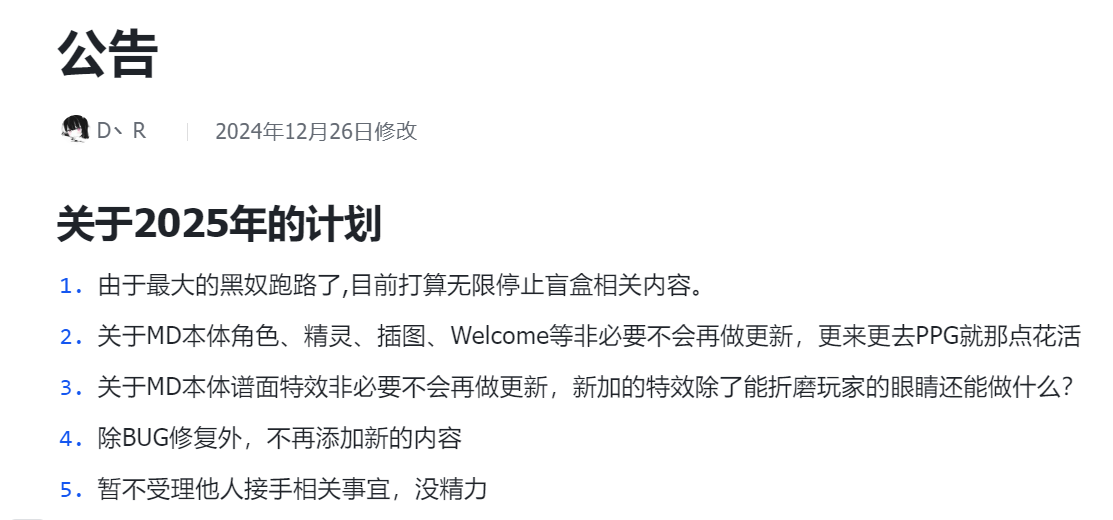 公告
D丶R 2024年12月26日修改
关于2025年的计划
1. 由于最大的黑奴跑路了,目前打算无限停止盲盒相关内容。
2. 关于MD本体角色、精灵、插图、Welcome等非必要不会再做更新，更来更去PPG就那点花活
3. 关于MD本体谱面特效非必要不会再做更新，新加的特效除了能折磨玩家的眼睛还能做什么？
4. 除BUG修复外，不再添加新的内容
5. 暂不受理他人接手相关事宜，没精力